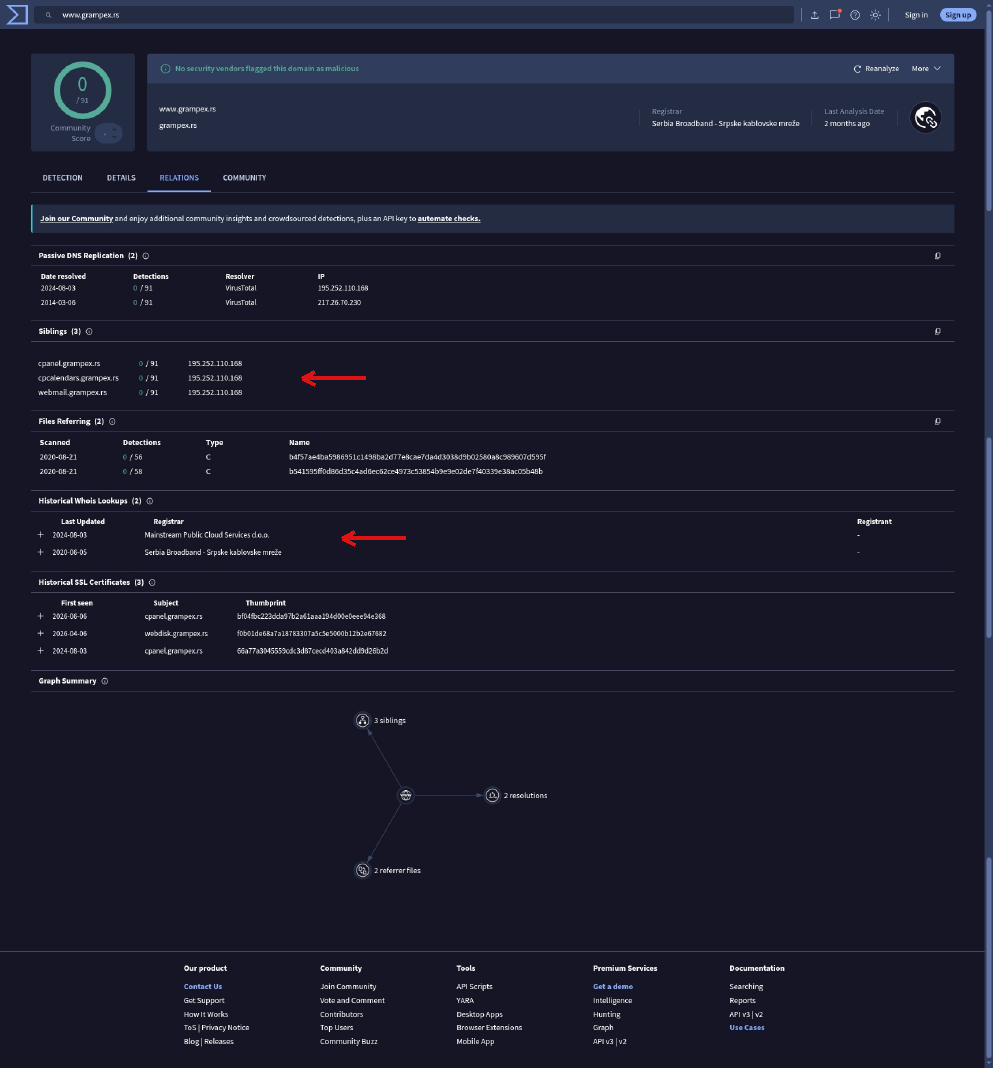 www.grampex.rs
Sign in
Sign up
0
/ 91
Community Score
No security vendors flagged this domain as malicious
Reanalyze
More
www.grampex.rs
grampex.rs
Registrar
Serbia Broadband - Srpske kablovske mreže
Last Analysis Date
2 months ago
DETECTION DETAILS RELATIONS COMMUNITY
Join our Community and enjoy additional community insights and crowdsourced detections, plus an API key to automate checks.
Passive DNS Replication (2)
Date resolved Detections Resolver IP
2024-08-03 0 / 91 VirusTotal 195.252.110.168
2014-03-06 0 / 91 VirusTotal 217.26.70.230
Siblings (3)
cpanel.grampex.rs 0 / 91 195.252.110.168
cpcalendars.grampex.rs 0 / 91 195.252.110.168
webmail.grampex.rs 0 / 91 195.252.110.168
Files Referring (2)
Scanned Detections Type Name
2020-08-21 0 / 56 C
2020-08-21 0 / 58 C
Historical Whois Lookups (2)
Last Updated Registrar Registrant
+ 2024-08-03 Mainstream Public Cloud Services d.o.o. -
+ 2020-06-05 Serbia Broadband - Srpske kablovske mreže -
Historical SSL Certificates (3)
First seen Subject Thumbprint
+ 2026-06-06 cpanel.grampex.rs
+ 2026-04-06 webdisk.grampex.rs
+ 2024-08-03 cpanel.grampex.rs
Graph Summary
3 siblings
2 resolutions
2 referrer files
Our product Community Tools Premium Services Documentation
Contact Us Join Community API Scripts Get a demo Searching
Get Support Vote and Comment YARA Intelligence Reports
How It Works Contributors Desktop Apps Hunting API v3 | v2
ToS | Privacy Notice Top Users Browser Extensions Graph Use Cases
Blog | Releases Community Buzz Mobile App API v3 | v2